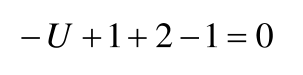 −U + 1 + 2 − 1 = 0